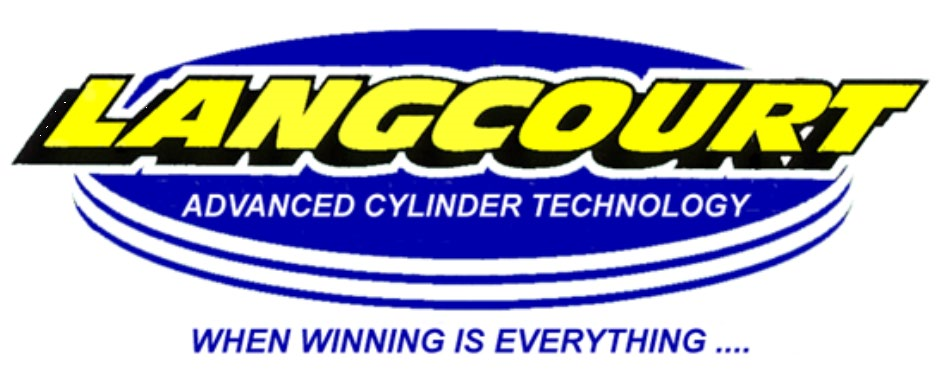 LANGCOURT
ADVANCED CYLINDER TECHNOLOGY
WHEN WINNING IS EVERYTHING ....